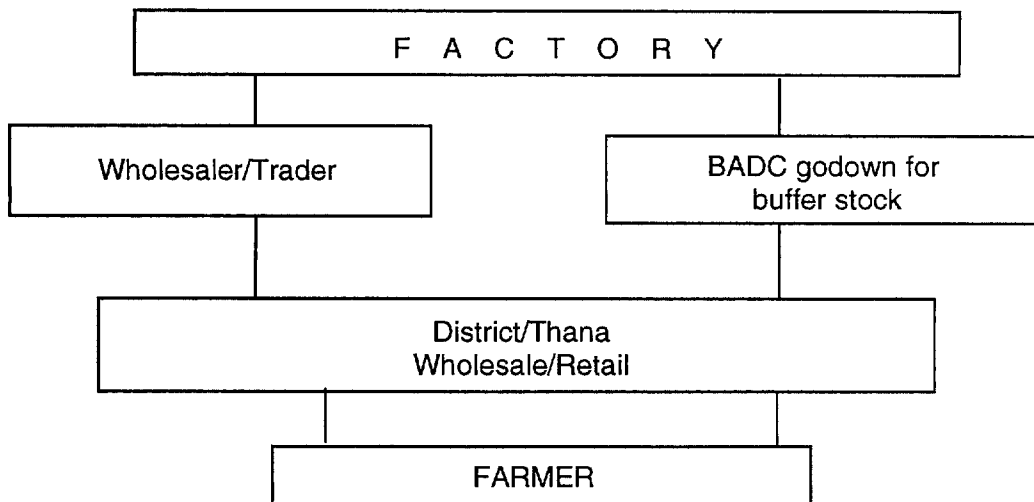 F A C T O R Y
Wholesaler/Trader
BADC godown for
buffer stock
District/Thana
Wholesale/Retail
FARMER